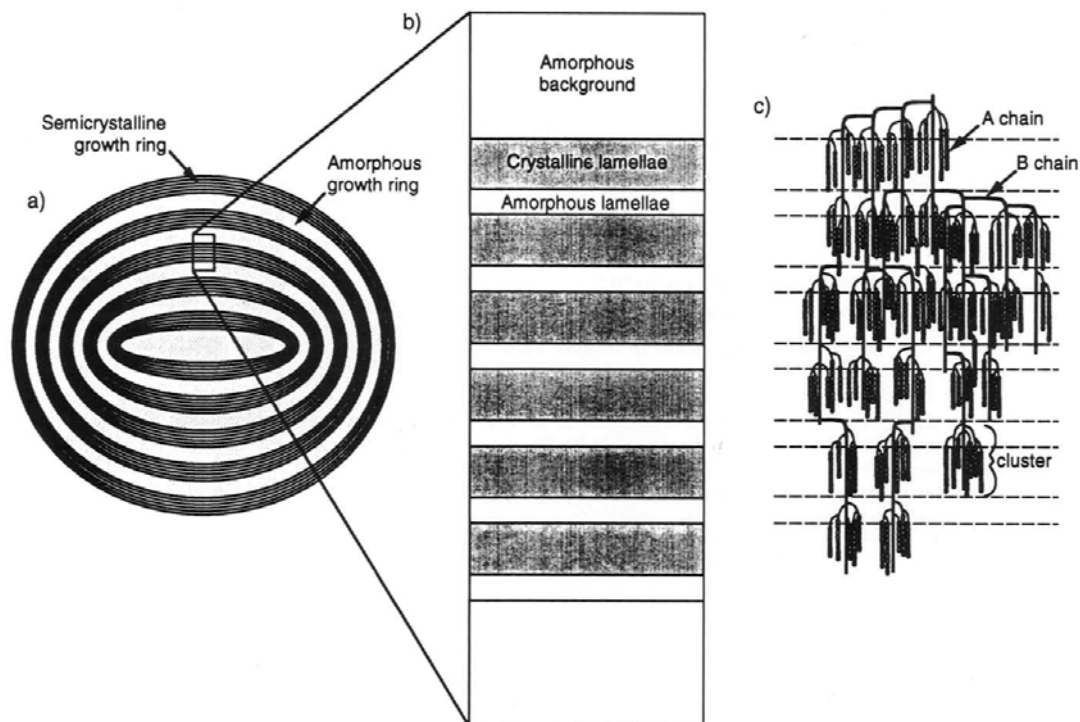 b)
Amorphous
background
c)
A chain
Semicrystalline
growth ring
Crystalline lamellae
B chain
Amorphous
growth ring
a)
Amorphous lamellae
cluster